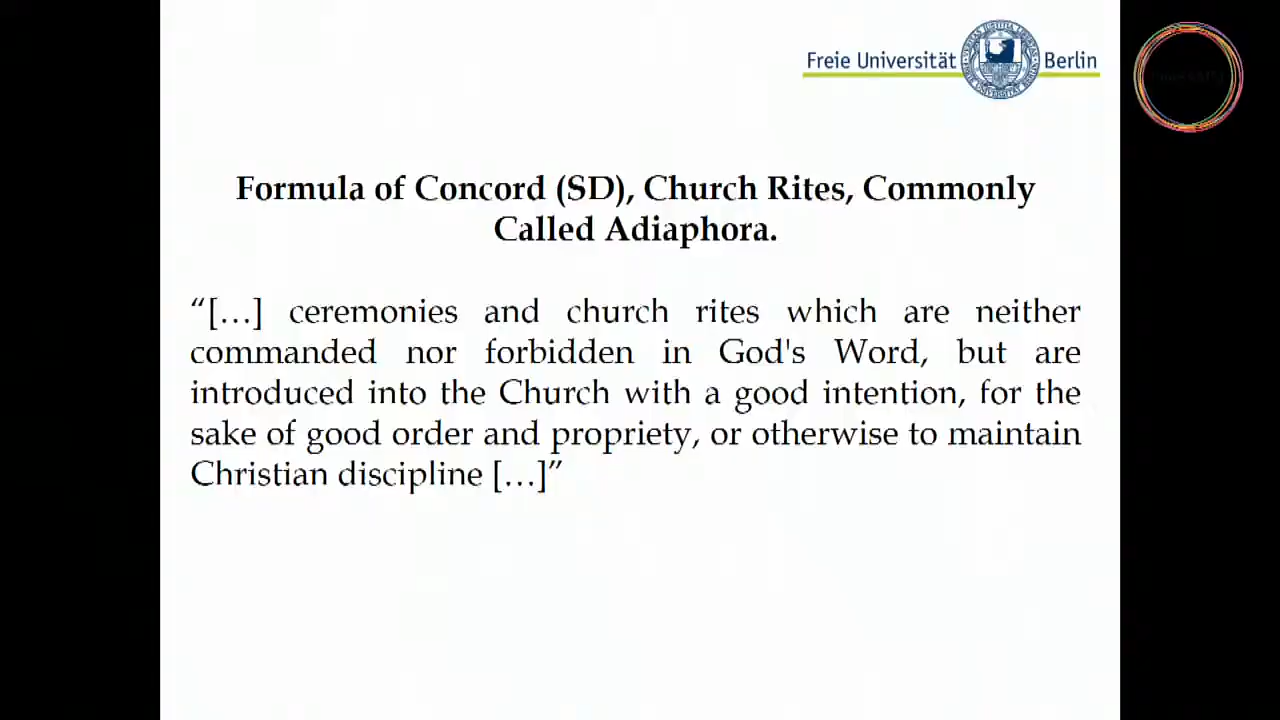 Freie Universität Berlin
Formula of Concord (SD), Church Rites, Commonly
Called Adiaphora.
“[…] ceremonies and church rites which are neither
commanded nor forbidden in God's Word, but are
introduced into the Church with a good intention, for the
sake of good order and propriety, or otherwise to maintain
Christian discipline […]”